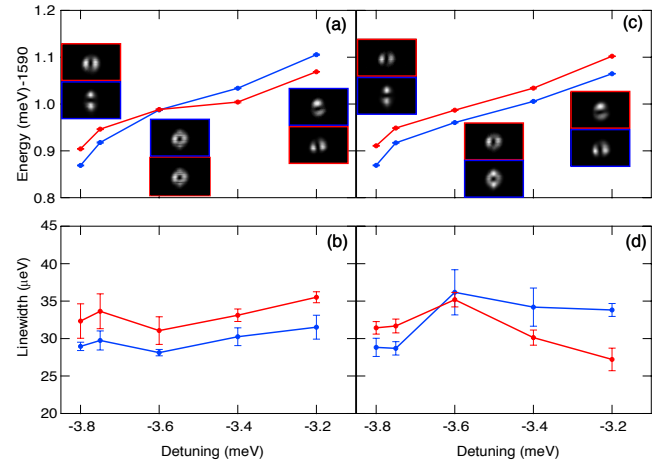 (a)
(c)
Energy (meV)-1590
1.2
1.1
1.0
0.9
0.8
(b)
(d)
Linewidth (µeV)
45
40
35
30
25
20
-3.8
-3.6
-3.4
-3.2
-3.8
-3.6
-3.4
-3.2
Detuning (meV)
Detuning (meV)